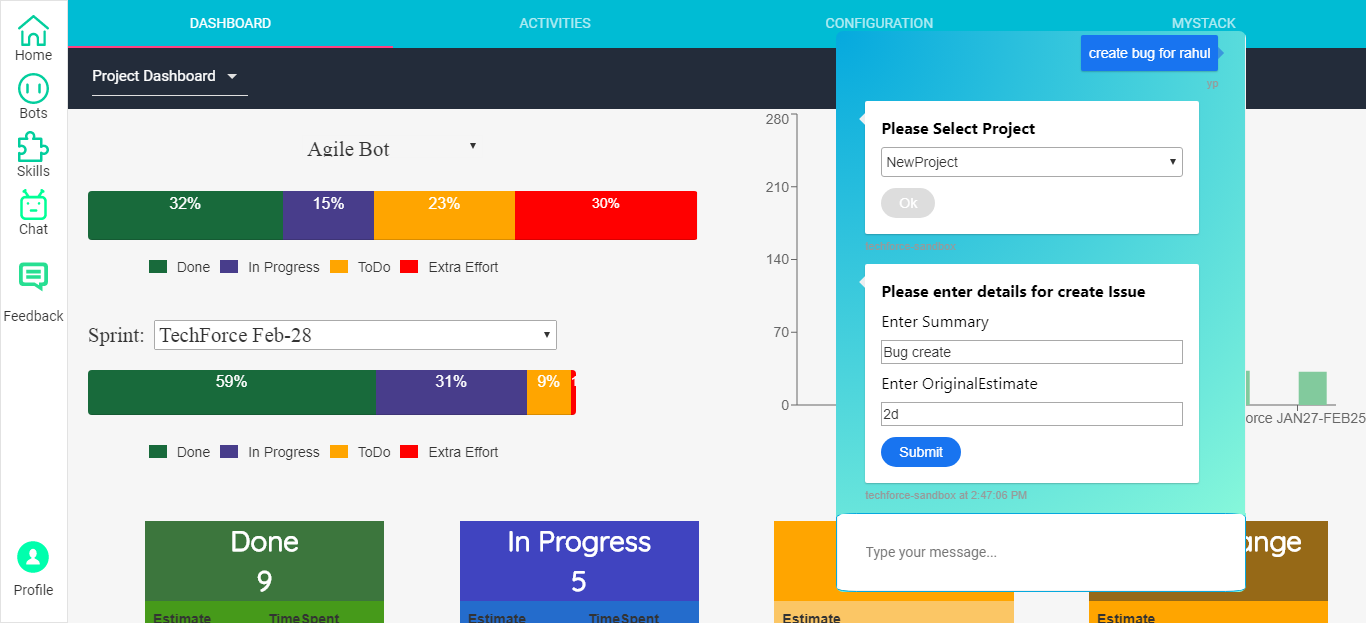 DASHBOARD
ACTIVITIES
CONFIGURATION
MYSTACK
Home
Bots
Skills
Chat
Feedback
Profile
Project Dashboard
Agile Bot
32%
15%
23%
30%
Done
In Progress
ToDo
Extra Effort
Sprint:
TechForce Feb-28
59%
31%
9%
Done
In Progress
ToDo
Extra Effort
280
210
140
70
0
JAN27-FEB25
Done
9
Estimate
TimeSpent
In Progress
5
Estimate
TimeSpent
Estimate
Estimate
create bug for rahul
yp
Please Select Project
NewProject
Ok
techforce-sandbox
Please enter details for create Issue
Enter Summary
Bug create
Enter OriginalEstimate
2d
Submit
techforce-sandbox at 2:47:06 PM
Type your message...